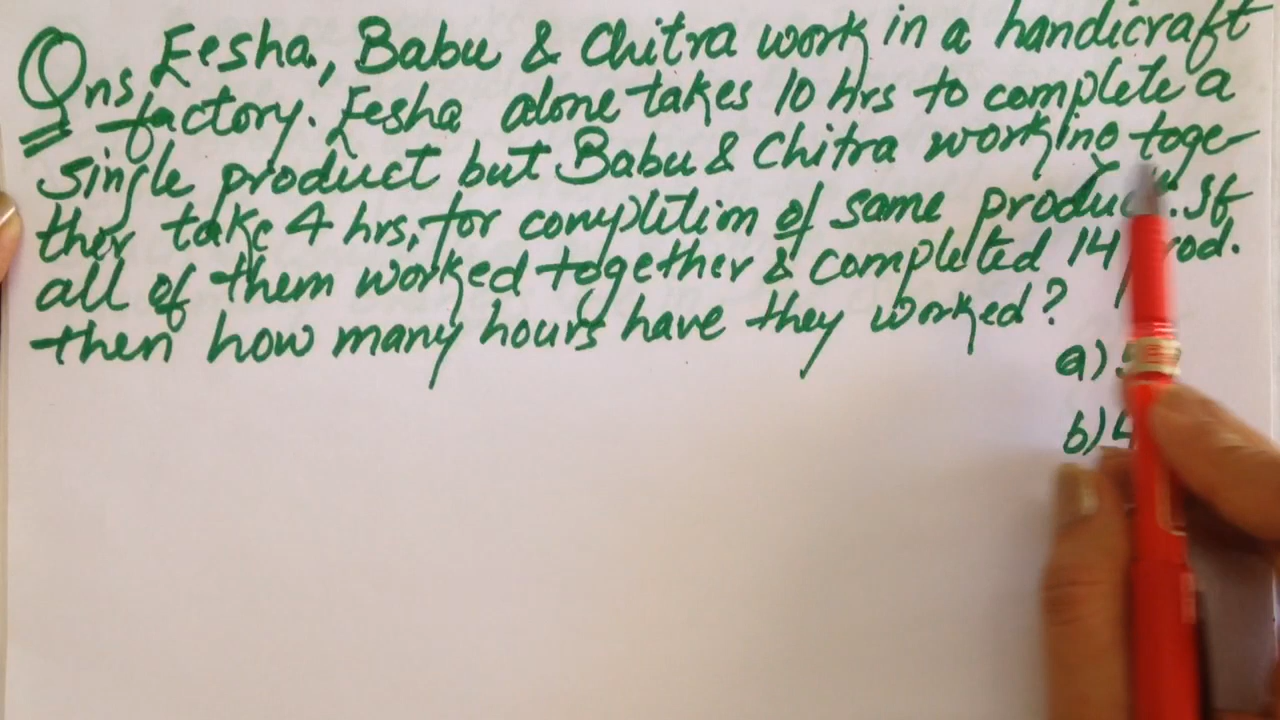 Qns Eesha, Babu & Chitra work in a handicraft
factory. Eesha alone takes 10 hrs to complete a
single product but Babu & Chitra working toge
ther take 4 hrs, for complition of same If
all of them worked together & completed 14
then how many hours have they worked?
a)
b)